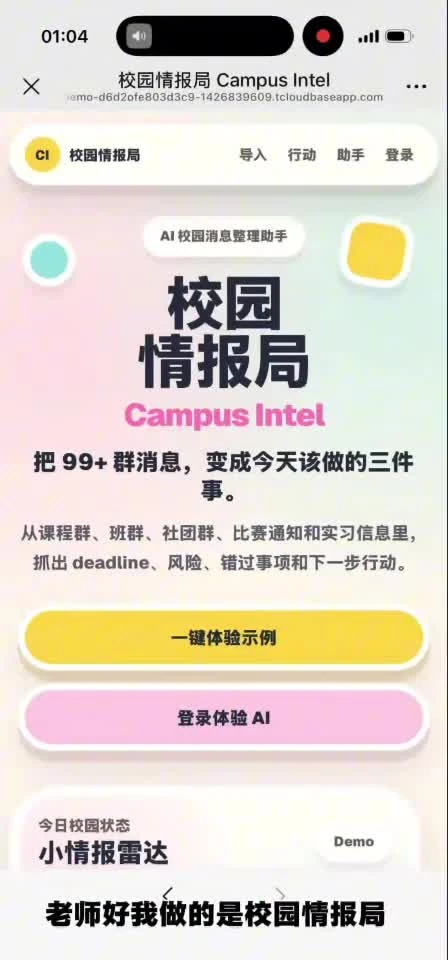 01:04
校园情报局 Campus Intel
emo-d6d2ofe803d3c9-1426839609.tcloudbaseapp.com
CI 校园情报局 导入 行动 助手 登录
AI 校园消息整理助手
校园
情报局
Campus Intel
把 99+ 群消息，变成今天该做的三件
事。
从课程群、班群、社团群、比赛通知和实习信息里，
抓出 deadline、风险、错过事项和下一步行动。
一键体验示例
登录体验 AI
今日校园状态
小情报雷达
Demo
老师好我做的是校园情报局